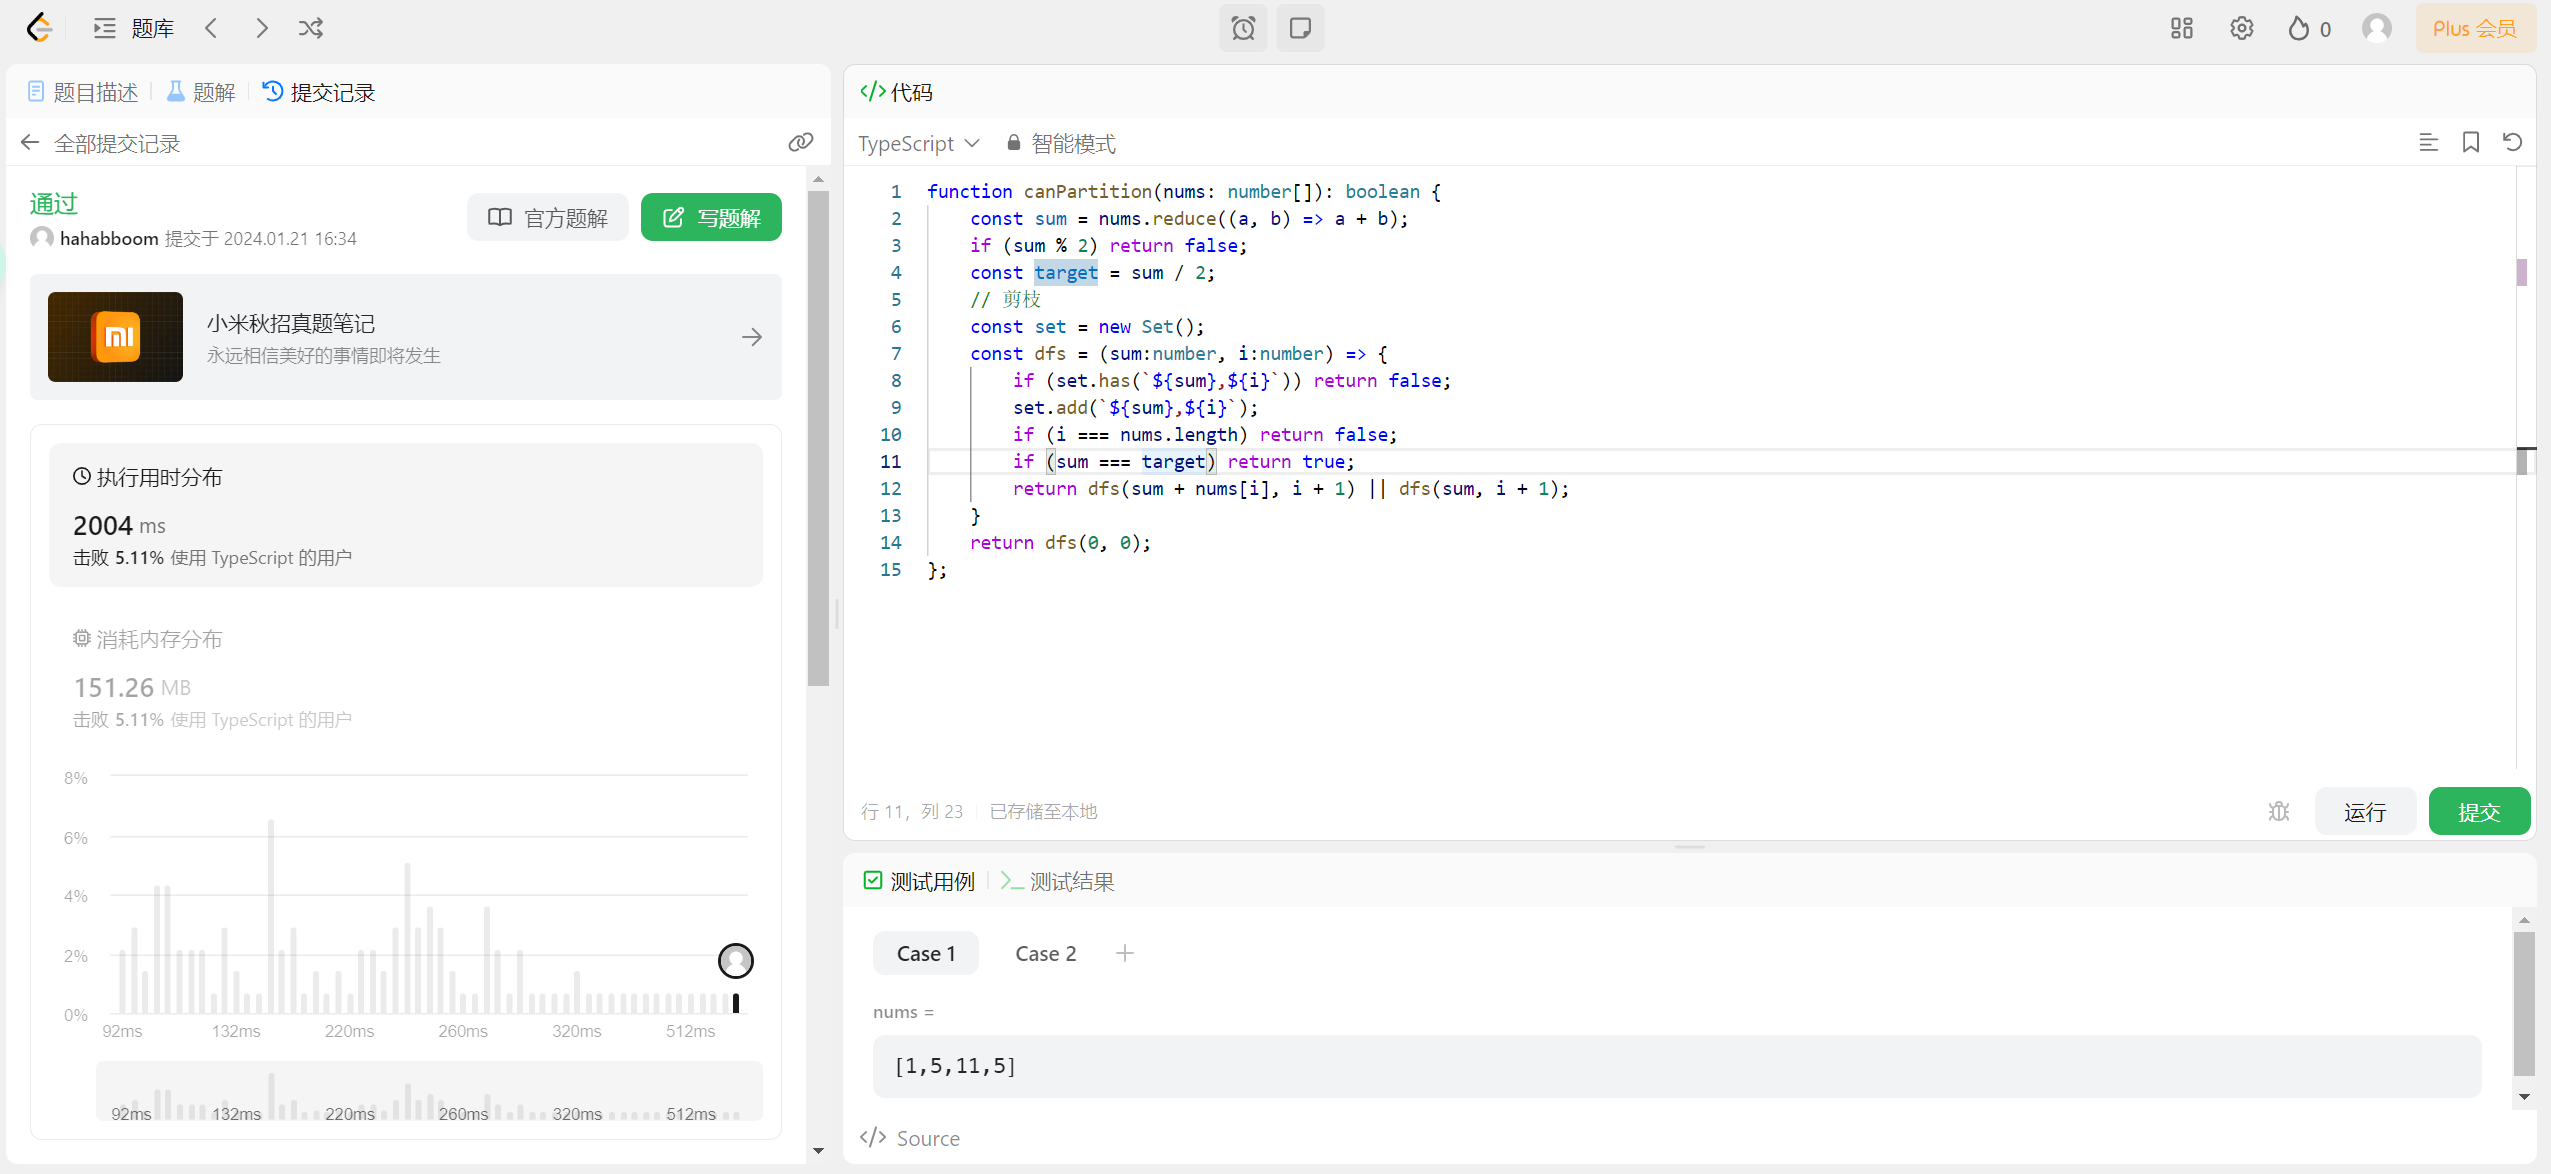 题库
0
Plus 会员
题目描述
题解
提交记录
全部提交记录
通过
hahabboom 提交于 2024.01.21 16:34
官方题解
写题解
小米秋招真题笔记
永远相信美好的事情即将发生
执行用时分布
2004 ms
击败 5.11% 使用 TypeScript 的用户
消耗内存分布
151.26 MB
击败 5.11% 使用 TypeScript 的用户
8%
6%
4%
2%
0%
92ms 132ms 220ms 260ms 320ms 512ms
92ms 132ms 220ms 260ms 320ms 512ms
</> 代码
TypeScript 智能模式
1 function canPartition(nums: number[]): boolean {
2 const sum = nums.reduce((a, b) => a + b);
3 if (sum % 2) return false;
4 const target = sum / 2;
5 // 剪枝
6 const set = new Set();
7 const dfs = (sum:number, i:number) => {
8 if (set.has(`${sum},${i}`)) return false;
9 set.add(`${sum},${i}`);
10 if (i === nums.length) return false;
11 if (sum === target) return true;
12 return dfs(sum + nums[i], i + 1) || dfs(sum, i + 1);
13 }
14 return dfs(0, 0);
15 };
行 11, 列 23 已存储至本地
运行
提交
测试用例
测试结果
Case 1 Case 2
nums =
[1,5,11,5]
</> Source